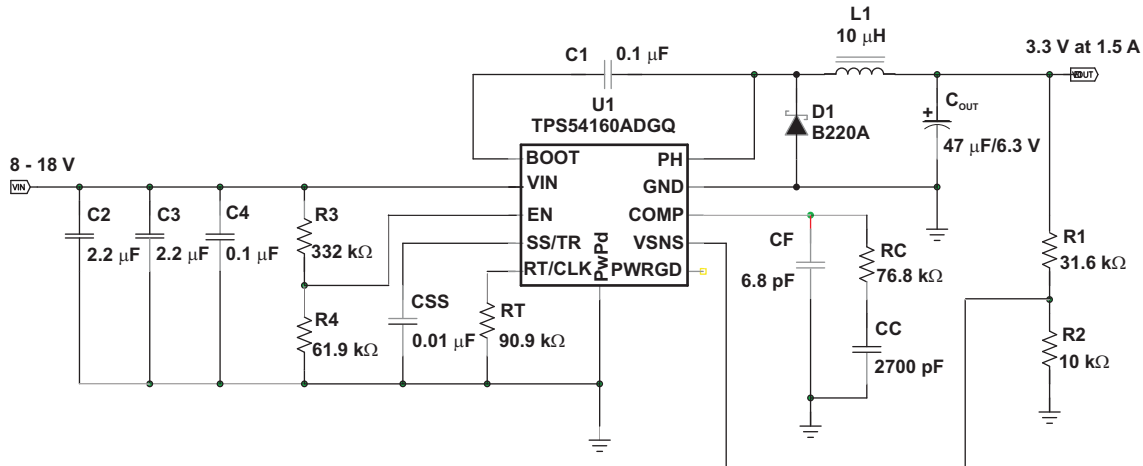 L1
10 μH
3.3 V at 1.5 A
C1
0.1 μF
U1
TPS54160ADGQ
D1
B220A
+
C_OUT
47 μF/6.3 V
8 - 18 V
VIN
BOOT
VIN
EN
SS/TR
RT/CLK
PwPd
PH
GND
COMP
VSNS
PWRGD
C2
2.2 μF
C3
2.2 μF
C4
0.1 μF
R3
332 kΩ
R4
61.9 kΩ
CSS
0.01 μF
RT
90.9 kΩ
CF
6.8 pF
RC
76.8 kΩ
CC
2700 pF
R1
31.6 kΩ
R2
10 kΩ